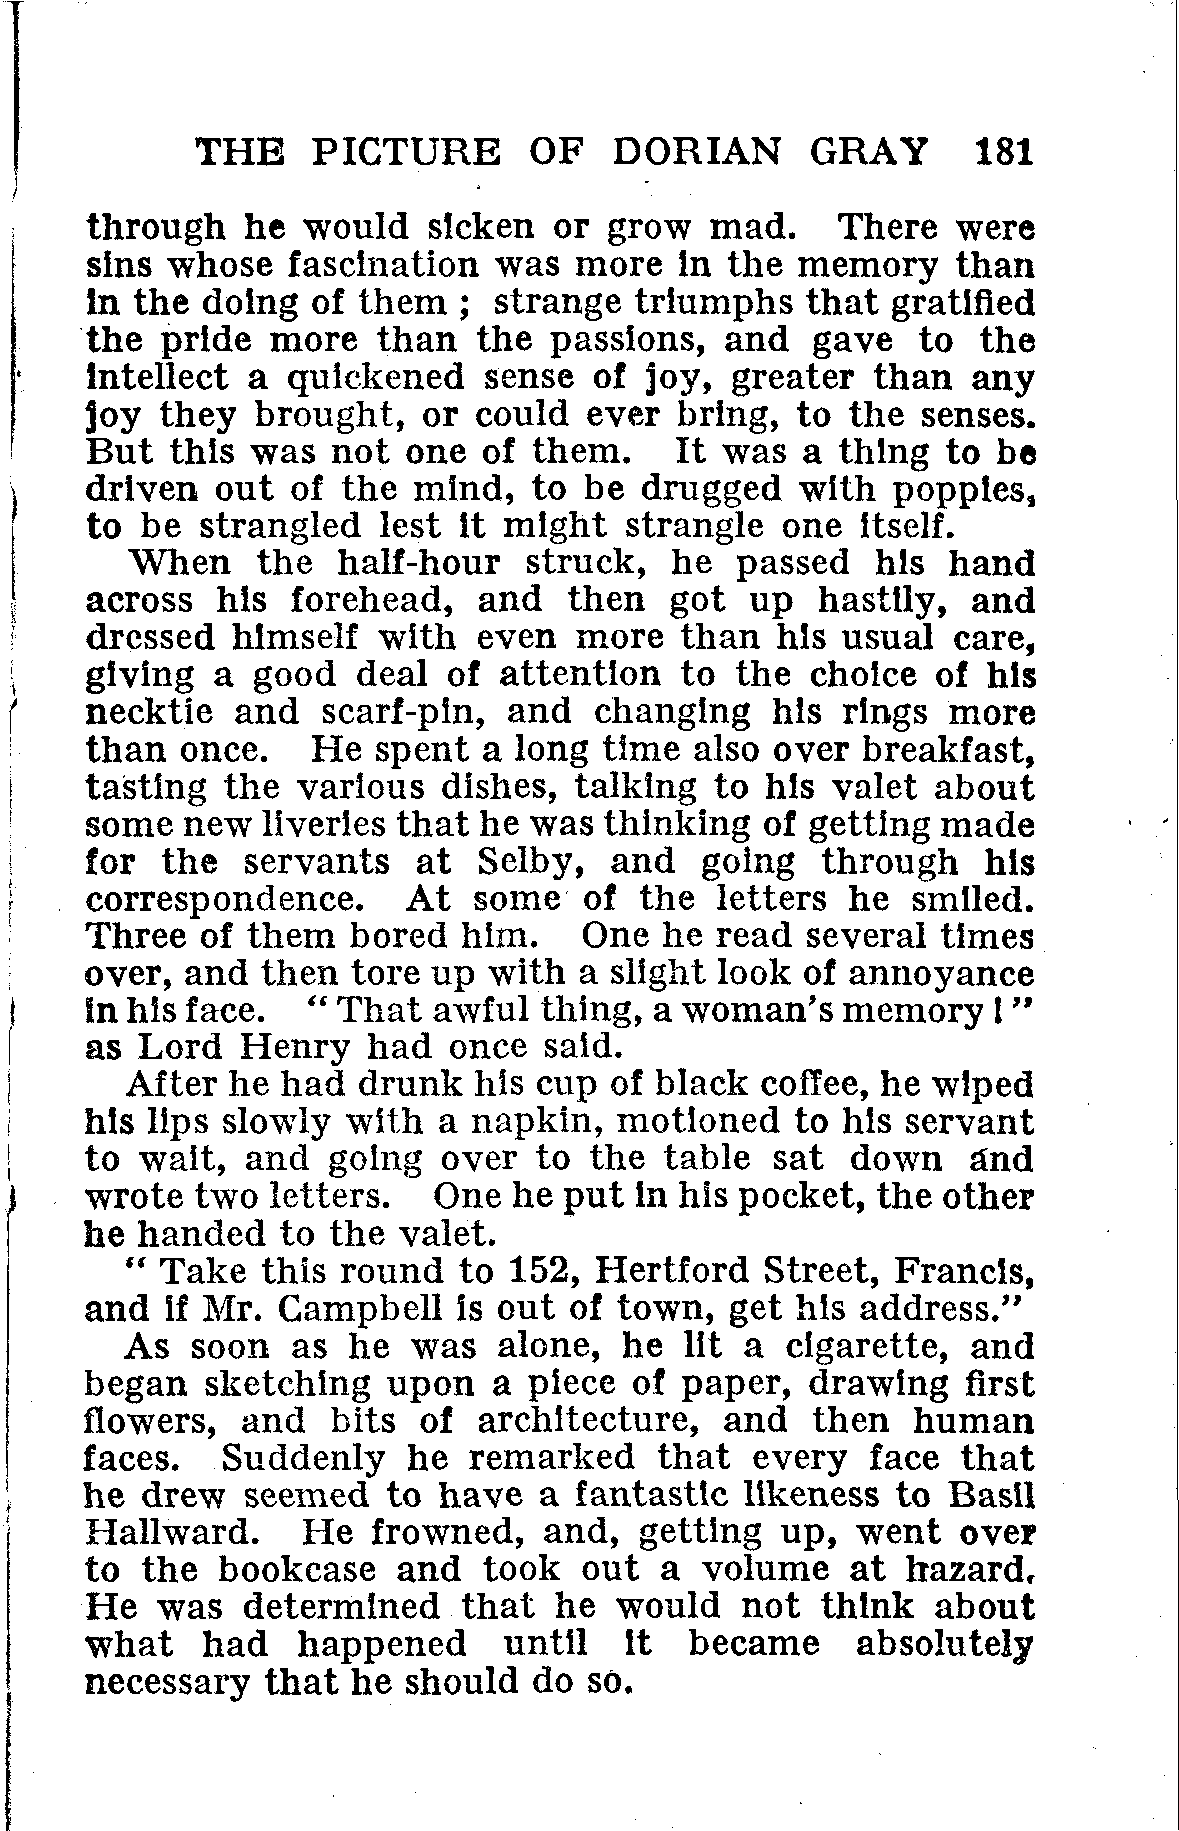 THE PICTURE OF DORIAN GRAY 181
through he would sicken or grow mad. There were
sins whose fascination was more in the memory than
in the doing of them ; strange triumphs that gratified
the pride more than the passions, and gave to the
intellect a quickened sense of joy, greater than any
joy they brought, or could ever bring, to the senses.
But this was not one of them. It was a thing to be
driven out of the mind, to be drugged with poppies,
to be strangled lest it might strangle one itself.
When the half-hour struck, he passed his hand
across his forehead, and then got up hastily, and
dressed himself with even more than his usual care,
giving a good deal of attention to the choice of his
necktie and scarf-pin, and changing his rings more
than once. He spent a long time also over breakfast,
tasting the various dishes, talking to his valet about
some new liveries that he was thinking of getting made
for the servants at Selby, and going through his
correspondence. At some of the letters he smiled.
Three of them bored him. One he read several times
over, and then tore up with a slight look of annoyance
in his face. “ That awful thing, a woman's memory ! ”
as Lord Henry had once said.
After he had drunk his cup of black coffee, he wiped
his lips slowly with a napkin, motioned to his servant
to wait, and going over to the table sat down and
wrote two letters. One he put in his pocket, the other
he handed to the valet.
“ Take this round to 152, Hertford Street, Francis,
and if Mr. Campbell is out of town, get his address.”
As soon as he was alone, he lit a cigarette, and
began sketching upon a piece of paper, drawing first
flowers, and bits of architecture, and then human
faces. Suddenly he remarked that every face that
he drew seemed to have a fantastic likeness to Basil
Hallward. He frowned, and, getting up, went over
to the bookcase and took out a volume at hazard.
He was determined that he would not think about
what had happened until it became absolutely
necessary that he should do so.